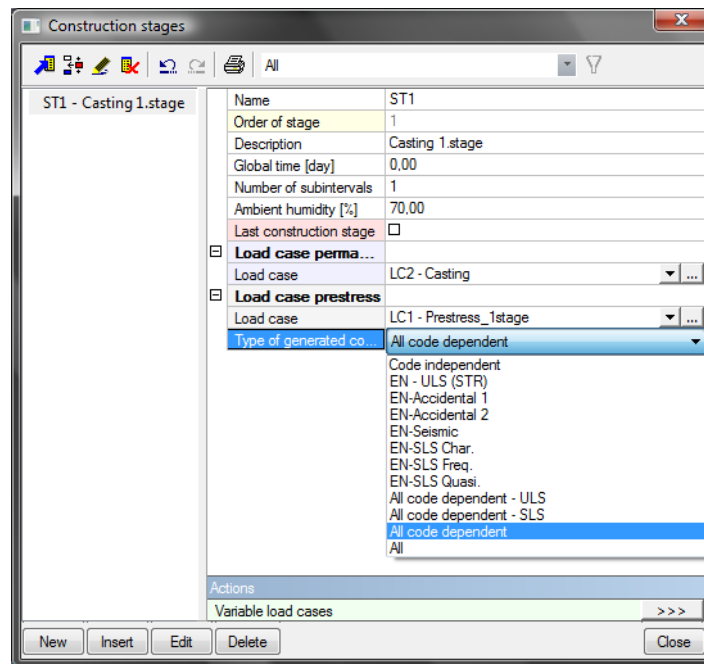 Construction stages
All
ST1 - Casting 1.stage
Name ST1
Order of stage 1
Description Casting 1.stage
Global time [day] 0,00
Number of subintervals 1
Ambient humidity [%] 70,00
Last construction stage
Load case perma...
Load case LC2 - Casting ...
Load case prestress
Load case LC1 - Prestress_1stage ...
Type of generated co... All code dependent
Code independent
EN - ULS (STR)
EN-Accidental 1
EN-Accidental 2
EN-Seismic
EN-SLS Char.
EN-SLS Freq.
EN-SLS Quasi.
All code dependent - ULS
All code dependent - SLS
All code dependent
All
Actions
Variable load cases >>>
New Insert Edit Delete Close